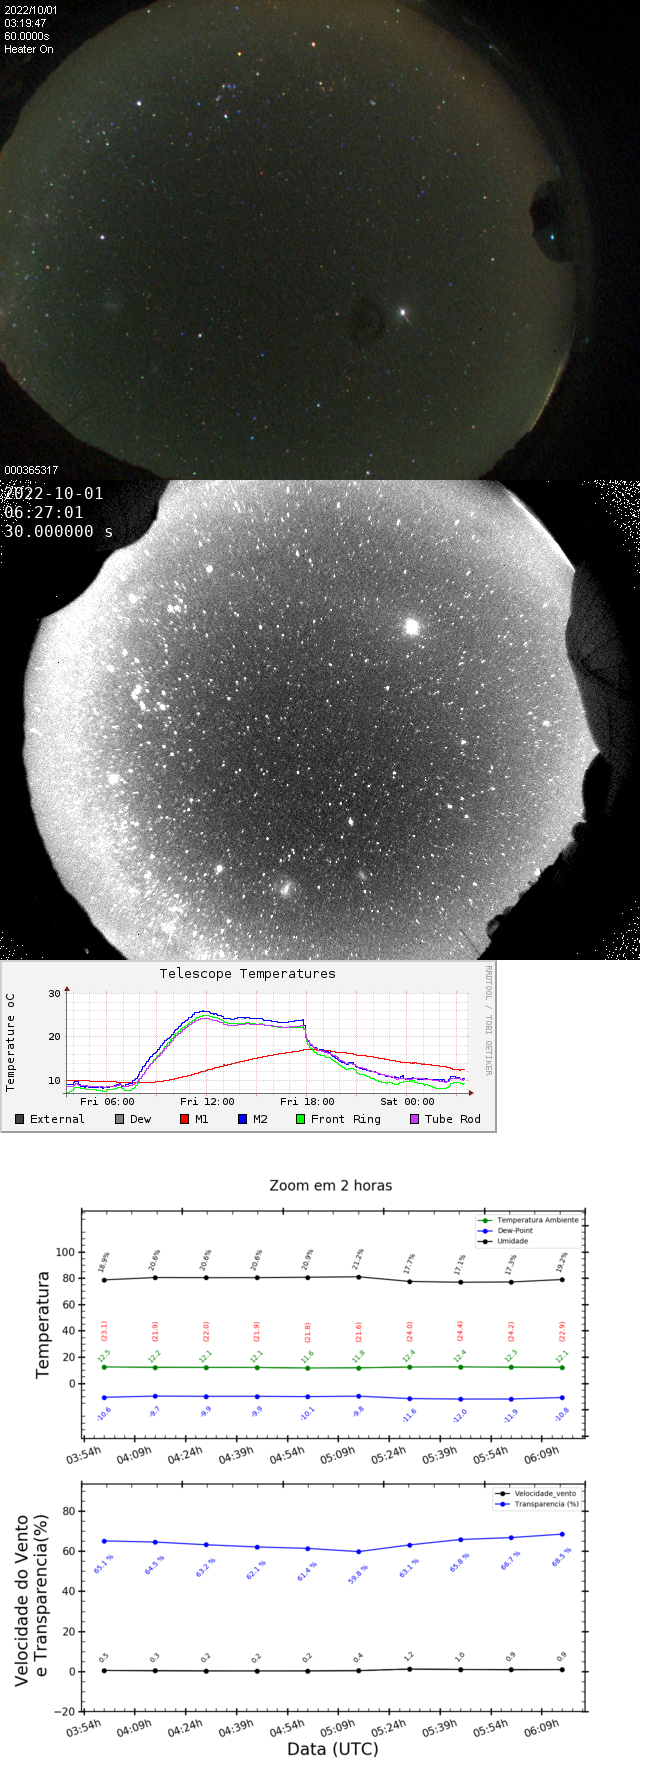 2022/10/01
03:19:47
60.0000s
Heater On
000365317
2022-10-01
06:27:01
30.000000 s
Telescope Temperatures
RRDTOOL / TOBI OETIKER
Temperature oC
30
20
10
Fri 06:00 Fri 12:00 Fri 18:00 Sat 00:00
External Dew M1 M2 Front Ring Tube Rod
Zoom em 2 horas
Temperatura Ambiente
Dew-Point
Umidade
Temperatura
100
80
60
40
20
0
18.9% 20.6% 20.6% 20.6% 20.9% 21.2% 17.7% 17.1% 17.3% 19.2%
(23.1) (21.9) (22.0) (21.9) (21.8) (21.6) (24.0) (24.4) (24.2) (22.9)
12.5 12.2 12.1 12.1 11.6 11.8 12.4 12.4 12.3 12.1
-10.6 -9.7 -9.9 -9.9 -10.1 -9.8 -11.6 -12.0 -11.9 -10.8
03:54h 04:09h 04:24h 04:39h 04:54h 05:09h 05:24h 05:39h 05:54h 06:09h
Velocidade_vento
Transparencia (%)
Velocidade do Vento
e Transparencia(%)
80
60
40
20
0
−20
65.1 % 64.5 % 63.2 % 62.1 % 61.4 % 59.8 % 63.1 % 65.8 % 66.7 % 68.5 %
0.5 0.3 0.2 0.2 0.2 0.4 1.2 1.0 0.9 0.9
03:54h 04:09h 04:24h 04:39h 04:54h 05:09h 05:24h 05:39h 05:54h 06:09h
Data (UTC)